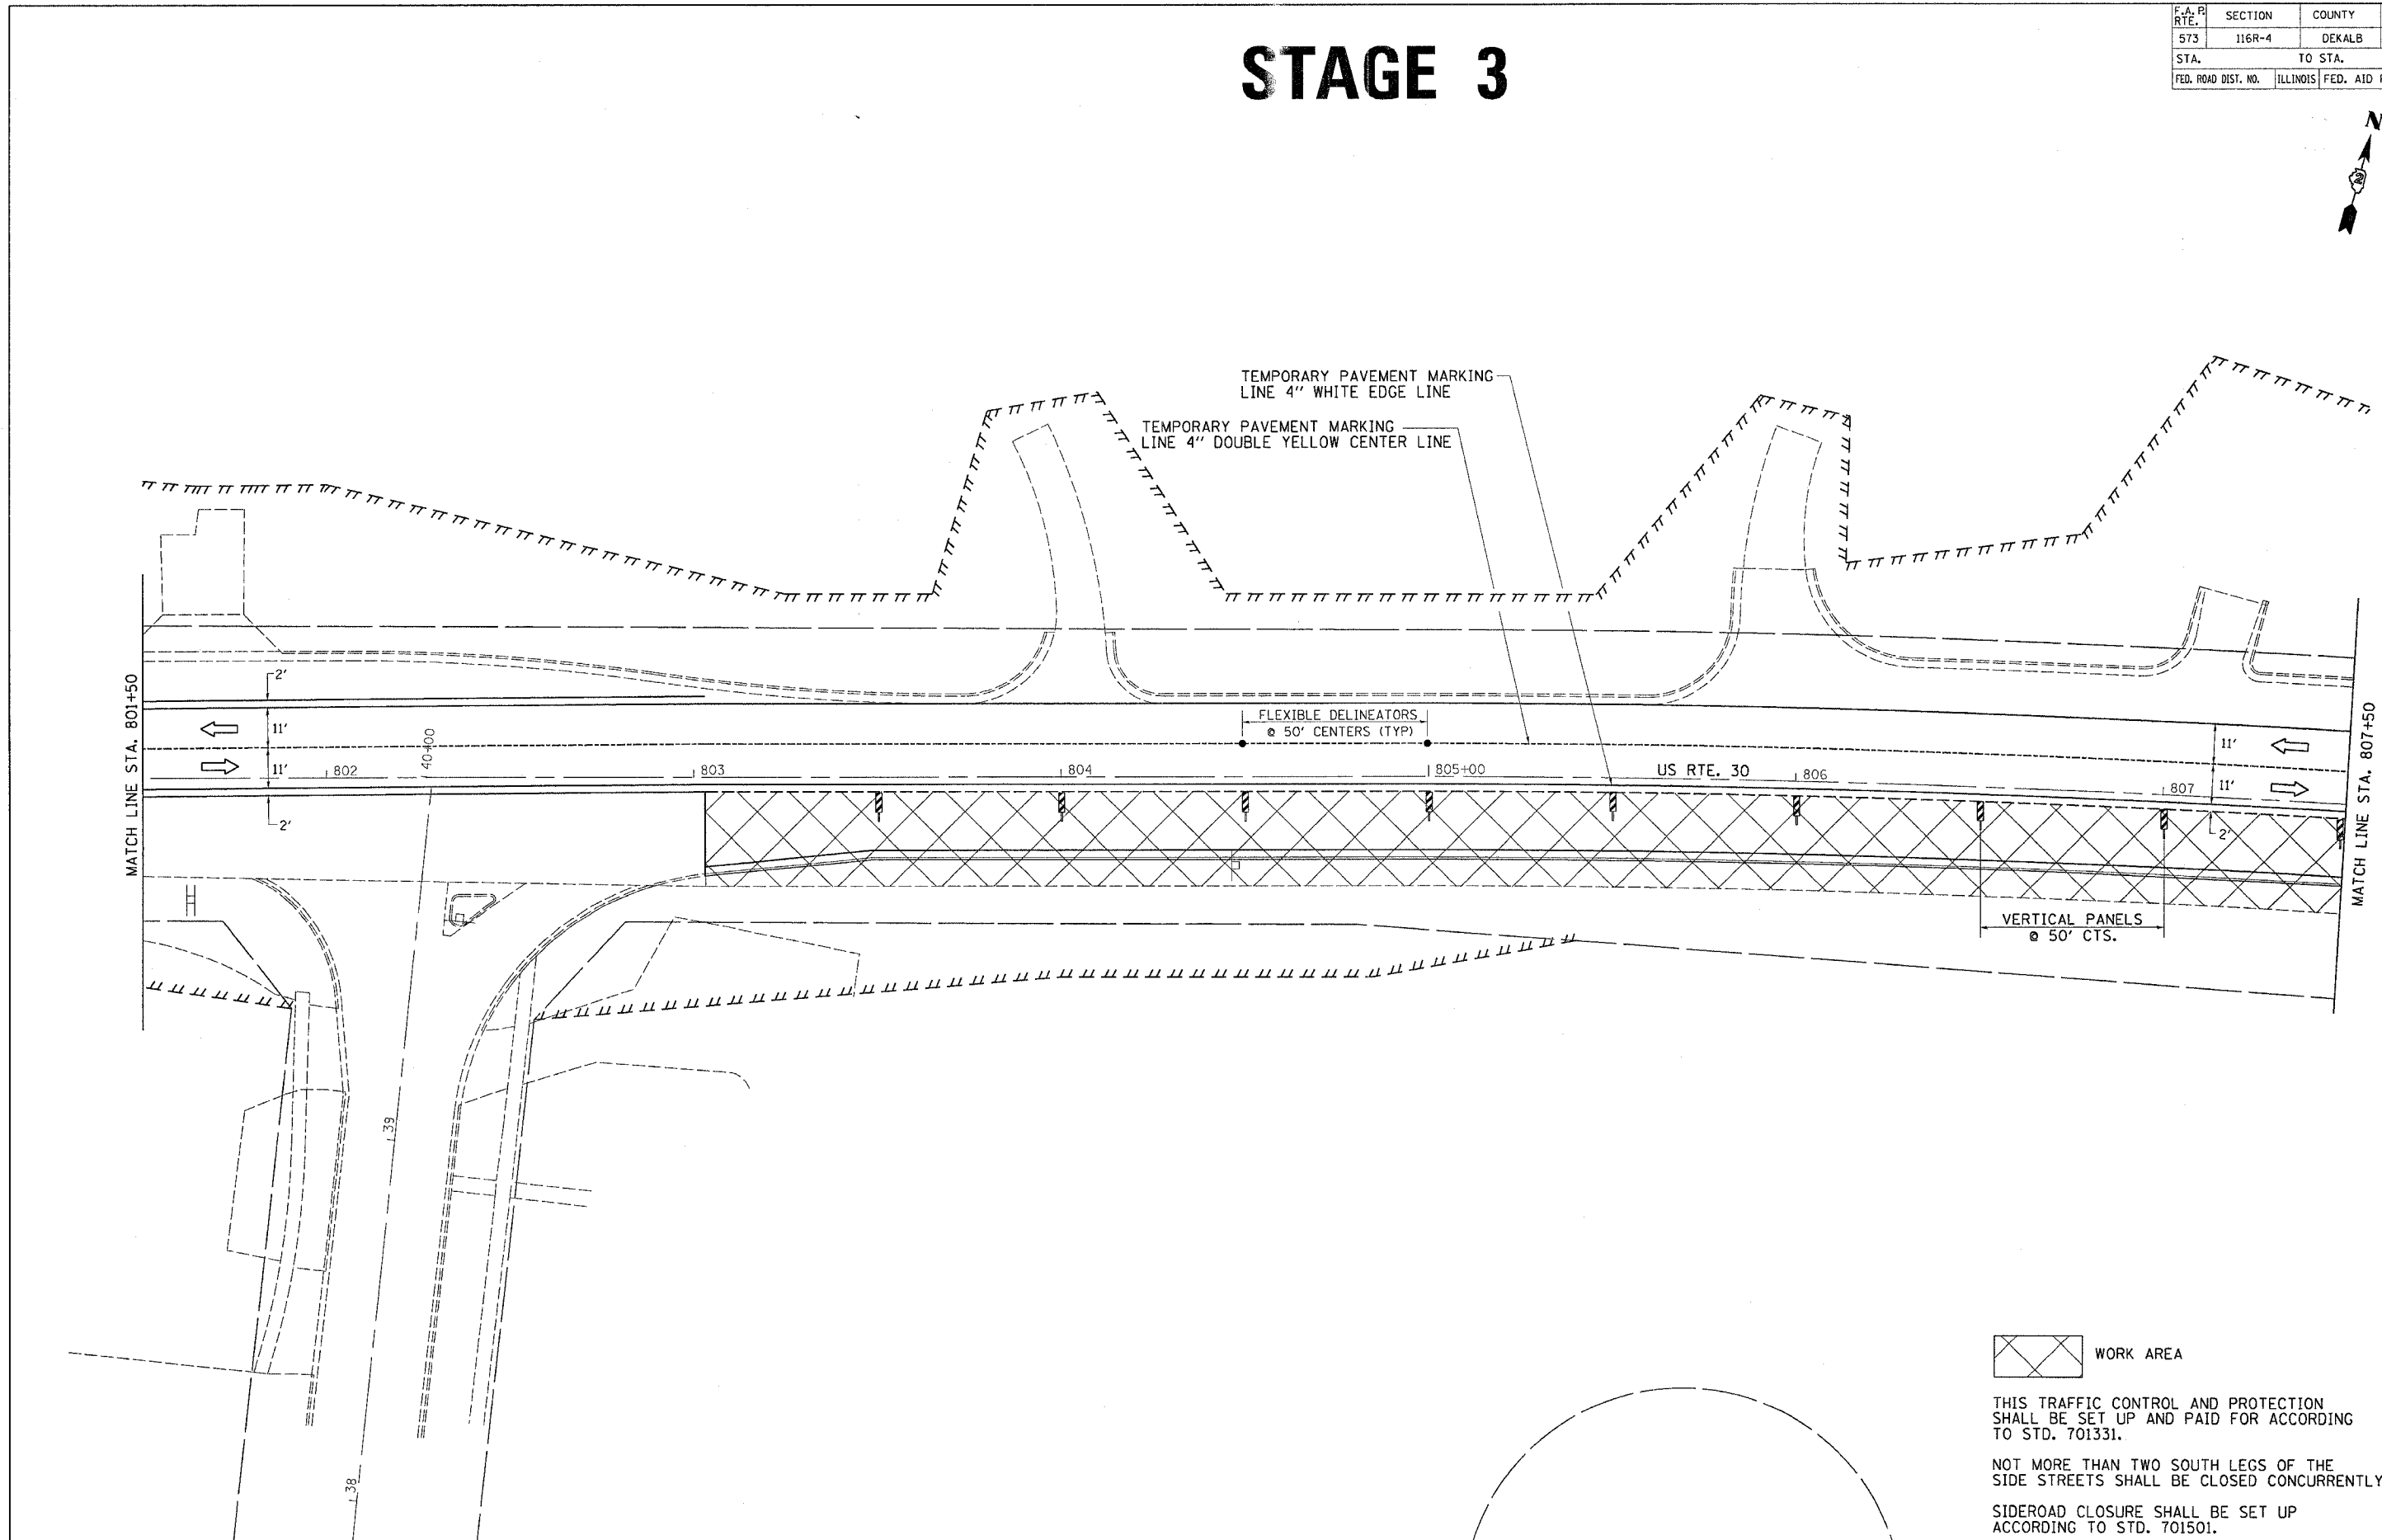 STAGE 3
F.A.P. RTE. SECTION COUNTY
573 116R-4 DEKALB
STA. TO STA.
FED. ROAD DIST. NO. ILLINOIS FED. AID
N
TEMPORARY PAVEMENT MARKING
LINE 4" WHITE EDGE LINE
TEMPORARY PAVEMENT MARKING
LINE 4" DOUBLE YELLOW CENTER LINE
MATCH LINE STA. 801+50
2'
11'
11'
2'
802
40+00
803
804
FLEXIBLE DELINEATORS
@ 50' CENTERS (TYP)
805+00
US RTE. 30
806
807
11'
11'
2'
MATCH LINE STA. 807+50
VERTICAL PANELS
@ 50' CTS.
39
38
WORK AREA
THIS TRAFFIC CONTROL AND PROTECTION
SHALL BE SET UP AND PAID FOR ACCORDING
TO STD. 701331.
NOT MORE THAN TWO SOUTH LEGS OF THE
SIDE STREETS SHALL BE CLOSED CONCURRENTLY
SIDEROAD CLOSURE SHALL BE SET UP
ACCORDING TO STD. 701501.